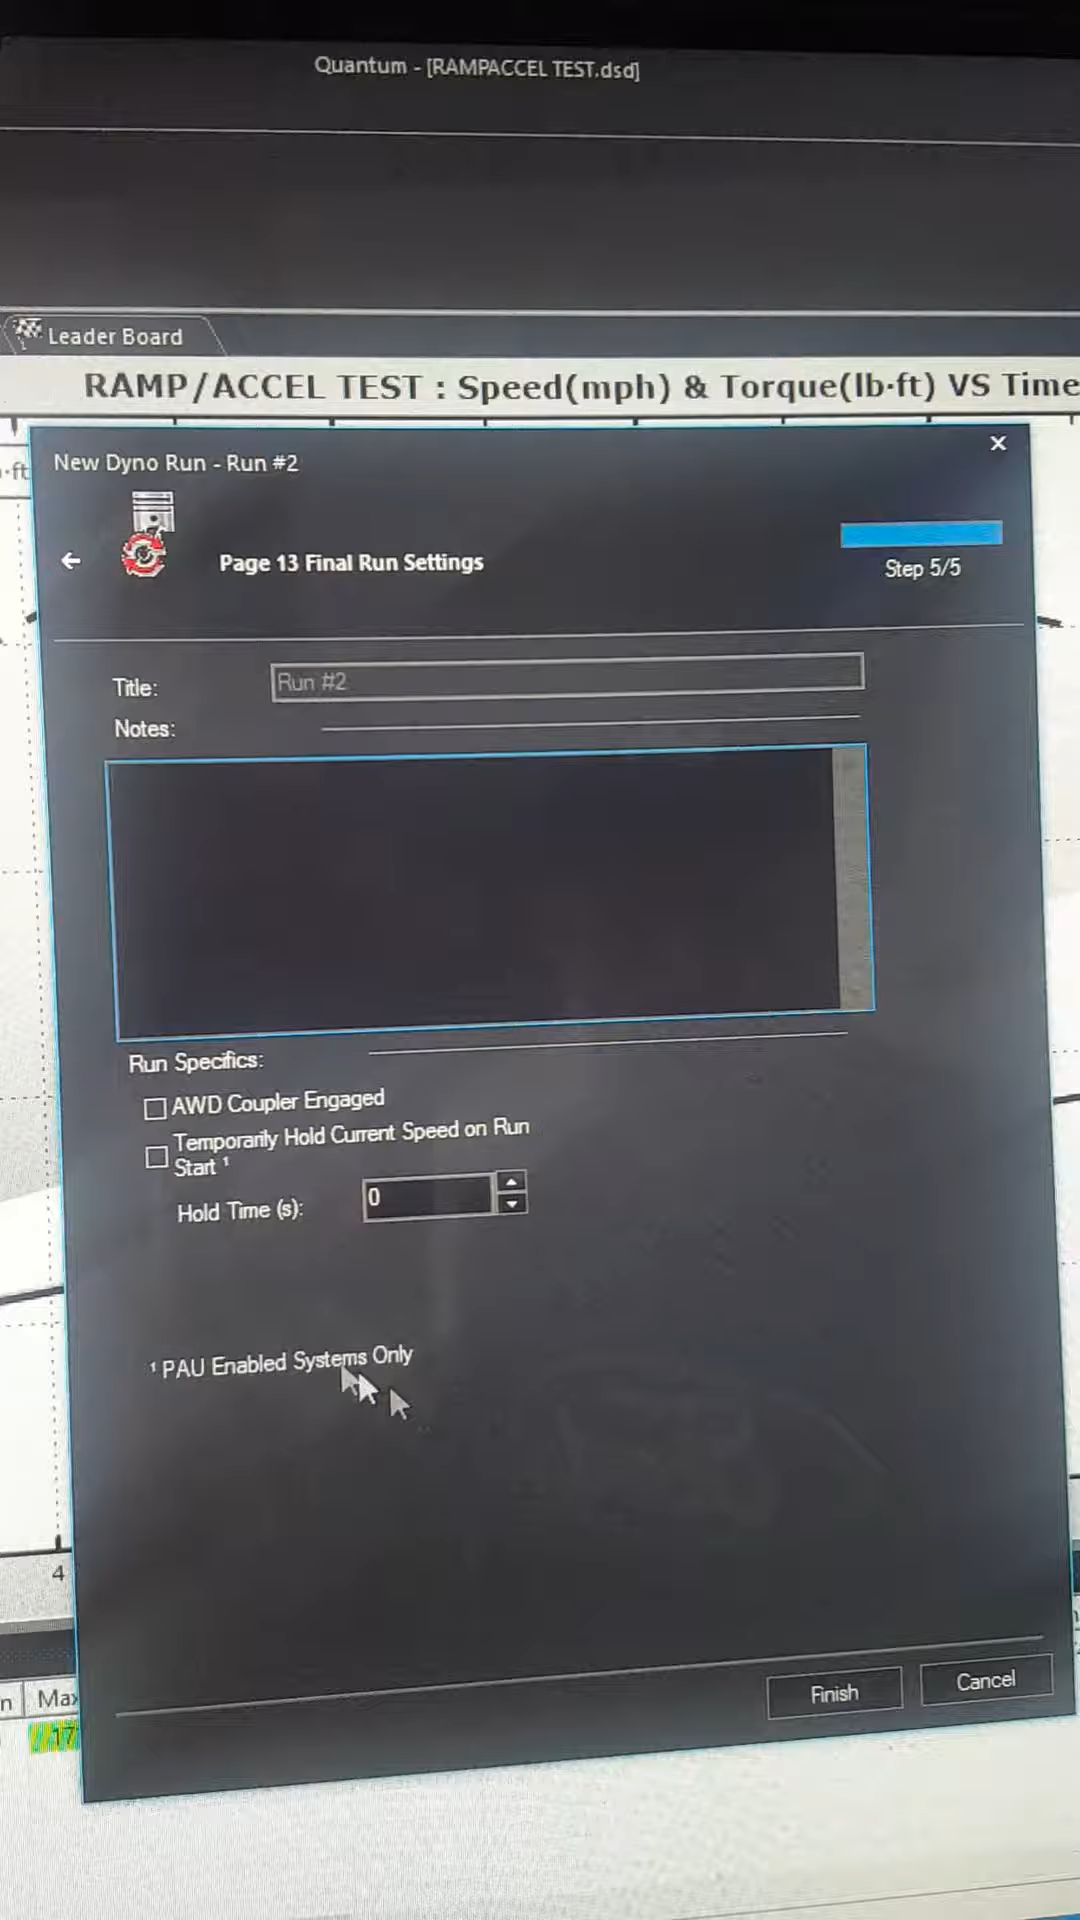 Quantum - [RAMPACCEL TEST.dsd]
Leader Board
RAMP/ACCEL TEST : Speed(mph) & Torque(lb·ft) VS Time
·ft
New Dyno Run - Run #2
Page 13 Final Run Settings
Step 5/5
Title:
Run #2
Notes:
Run Specifics:
AWD Coupler Engaged
Temporarily Hold Current Speed on Run
Start ¹
Hold Time (s):
0
¹ PAU Enabled Systems Only
4
n
Max
17
Finish
Cancel